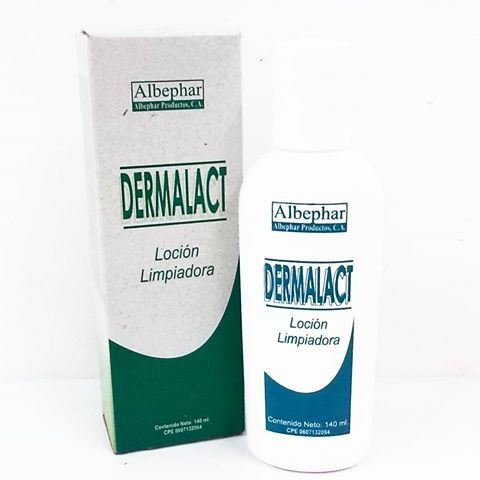 Albephar
Albephar Productos, C.A.
DERMALACT
Loción
Limpiadora
Contenido Neto: 140 ml
CPE 0607132064
Albephar
Albephar Productos, C.A.
DERMALACT
Loción
Limpiadora
Contenido Neto: 140 ml.
CPE 0607132064